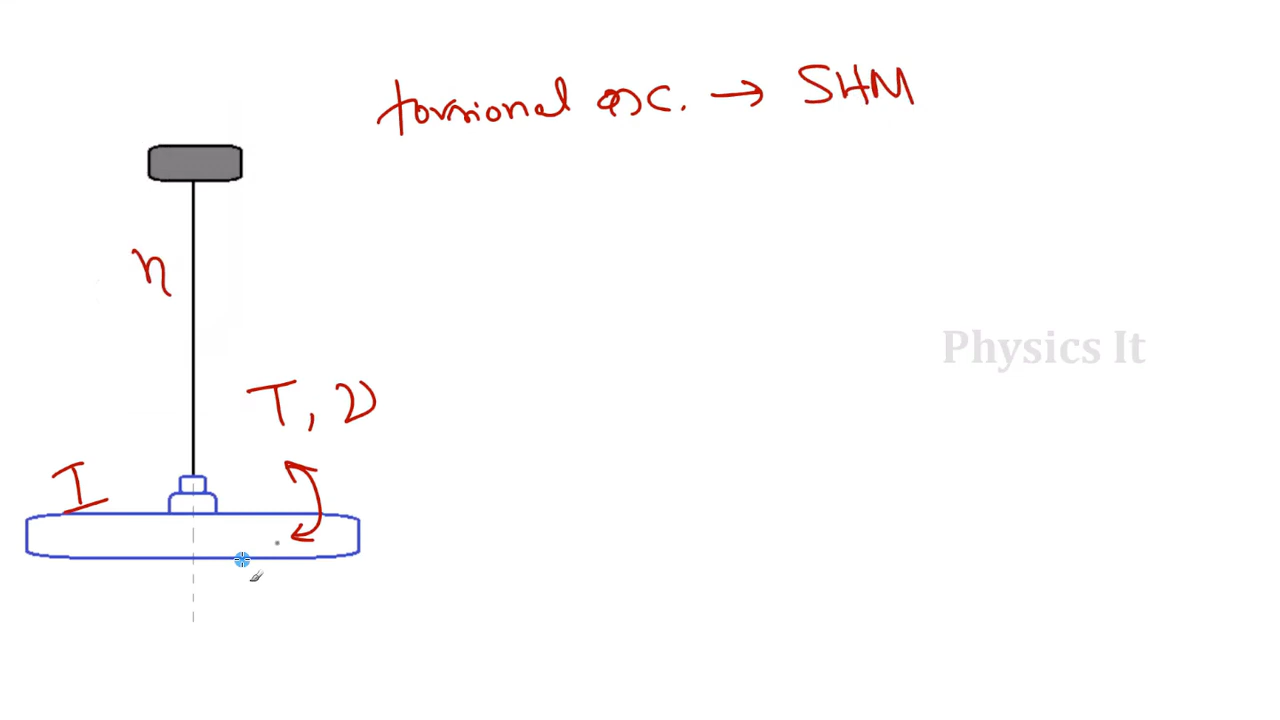 torsional osc. → SHM
η
Physics It
T, ν
I